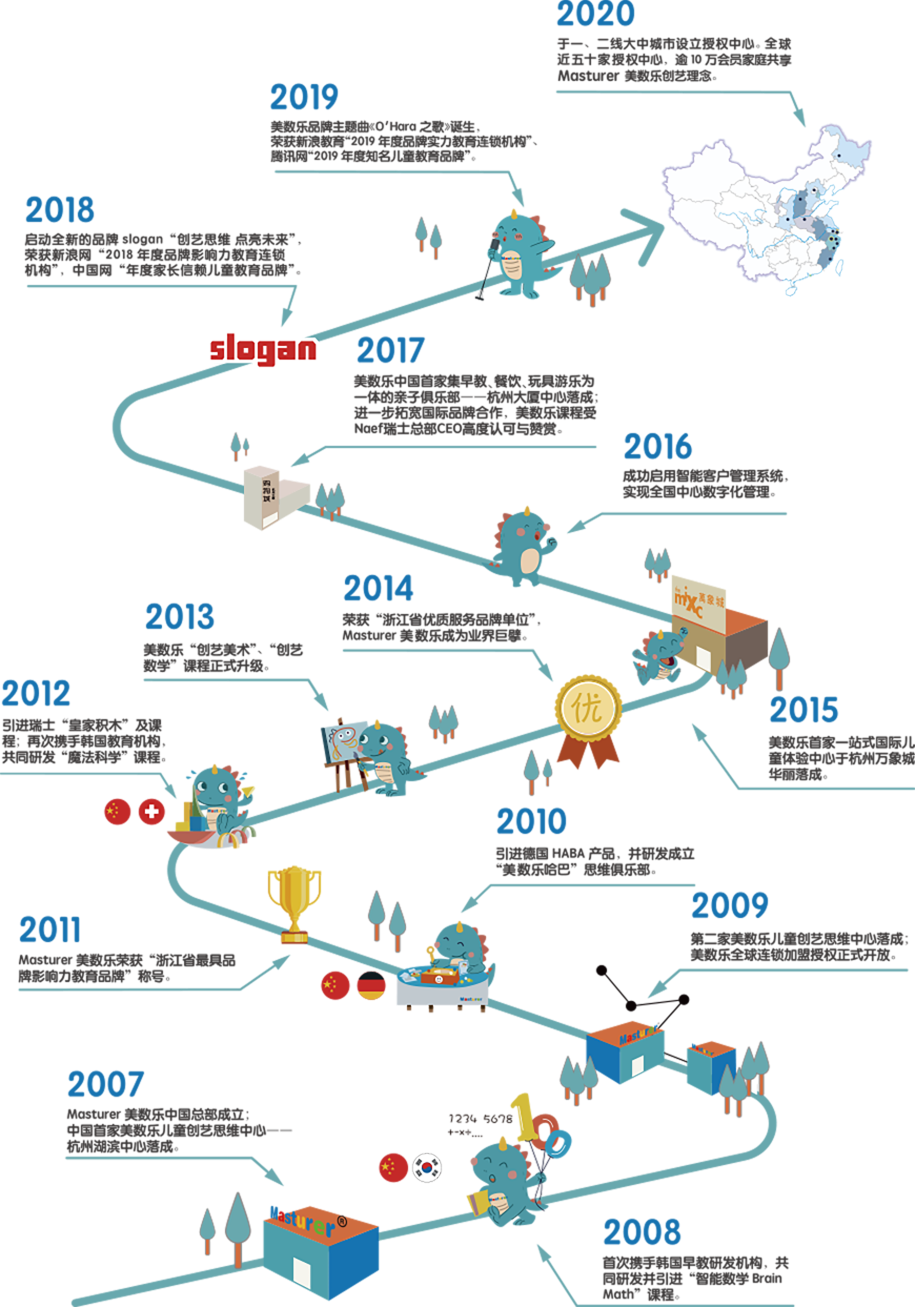 2020
于一、二线大中城市设立授权中心。全球
近五十家授权中心，逾 10 万会员家庭共享
Masturer 美数乐创艺理念。
2019
美数乐品牌主题曲《O'Hara 之歌》诞生，
荣获新浪教育“2019 年度品牌实力教育连锁机构”、
腾讯网“2019 年度知名儿童教育品牌”。
2018
启动全新的品牌 slogan“创艺思维 点亮未来”，
荣获新浪网“2018 年度品牌影响力教育连锁
机构”，中国网“年度家长信赖儿童教育品牌”。
slogan
2017
美数乐中国首家集早教、餐饮、玩具游乐为
一体的亲子俱乐部——杭州大厦中心落成；
进一步拓宽国际品牌合作，美数乐课程受
Naef瑞士总部CEO高度认可与赞赏。
2016
成功启用智能客户管理系统，
实现全国中心数字化管理。
mixc 万象城
2014
荣获“浙江省优质服务品牌单位”，
Masturer 美数乐成为业界巨擘。
2013
美数乐“创艺美术”、“创艺
数学”课程正式升级。
优
2015
美数乐首家一站式国际儿
童体验中心于杭州万象城
华丽落成。
2012
引进瑞士“皇家积木”及课
程；再次携手韩国教育机构，
共同研发“魔法科学”课程。
2010
引进德国 HABA 产品，并研发成立
“美数乐哈巴”思维俱乐部。
2011
Masturer 美数乐荣获“浙江省最具品
牌影响力教育品牌”称号。
Masturer
2009
第二家美数乐儿童创艺思维中心落成；
美数乐全球连锁加盟授权正式开放。
Masturer
Masturer
2007
Masturer 美数乐中国总部成立；
中国首家美数乐儿童创艺思维中心——
杭州湖滨中心落成。
1234 5678
+-×÷....
100
Masturer®
2008
首次携手韩国早教研发机构，共
同研发并引进“智能数学 Brain
Math”课程。